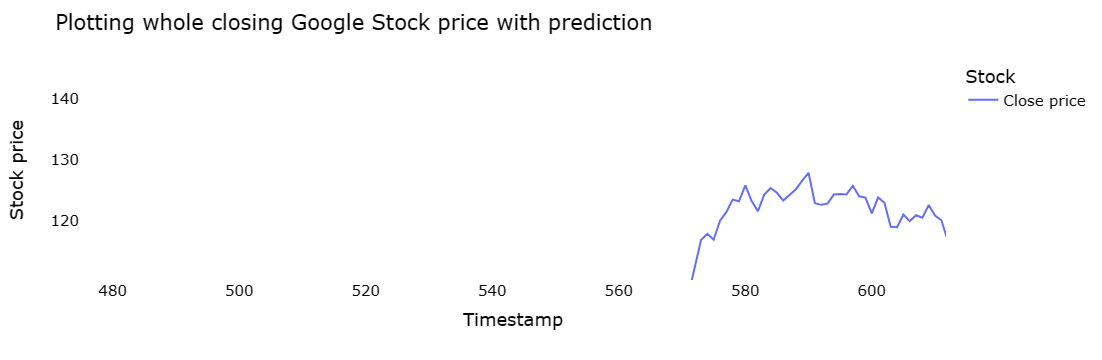 Plotting whole closing Google Stock price with prediction
Stock
Close price
140
130
120
Stock price
480 500 520 540 560 580 600
Timestamp